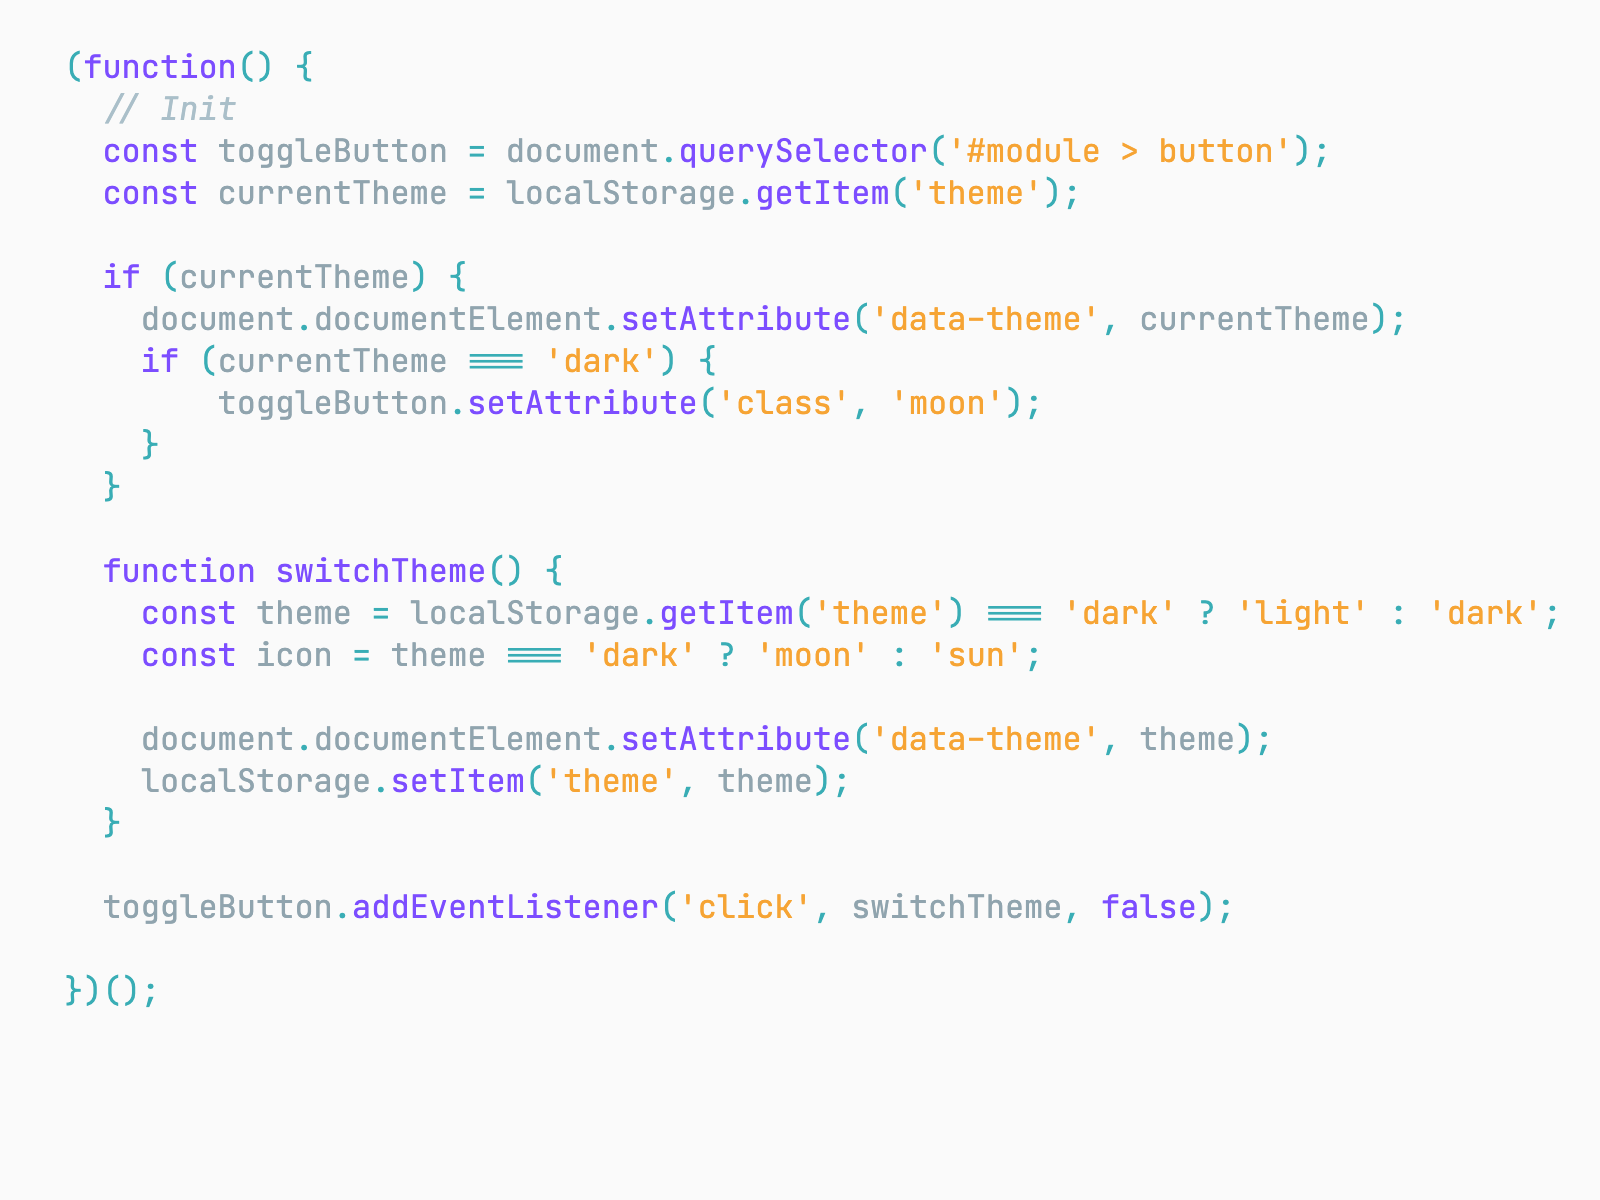 (function() {
  // Init
  const toggleButton = document.querySelector('#module > button');
  const currentTheme = localStorage.getItem('theme');

  if (currentTheme) {
    document.documentElement.setAttribute('data-theme', currentTheme);
    if (currentTheme === 'dark') {
        toggleButton.setAttribute('class', 'moon');
    }
  }

  function switchTheme() {
    const theme = localStorage.getItem('theme') === 'dark' ? 'light' : 'dark';
    const icon = theme === 'dark' ? 'moon' : 'sun';

    document.documentElement.setAttribute('data-theme', theme);
    localStorage.setItem('theme', theme);
  }

  toggleButton.addEventListener('click', switchTheme, false);

})();